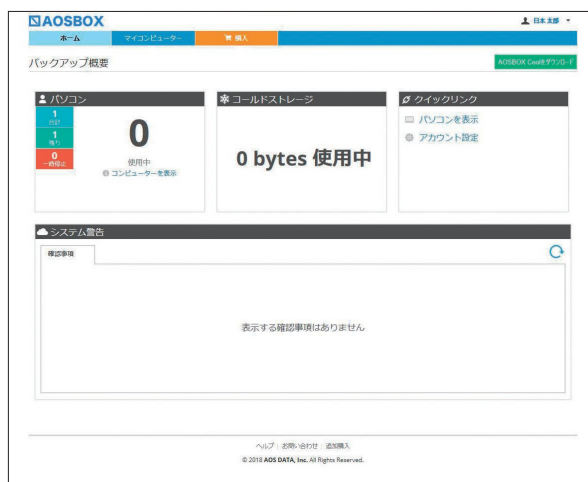 AOSBOX
日本 太郎
ホーム
マイコンピューター
購入
バックアップ概要
AOSBOX Coolをダウンロード
パソコン
1
合計
1
残り
0
一時停止
0
使用中
コンピューターを表示
コールドストレージ
0 bytes 使用中
クイックリンク
パソコンを表示
アカウント設定
システム警告
確認事項
表示する確認事項はありません
ヘルプ | お問い合わせ | 追加購入
© 2018 AOS DATA, Inc. All Rights Reserved.